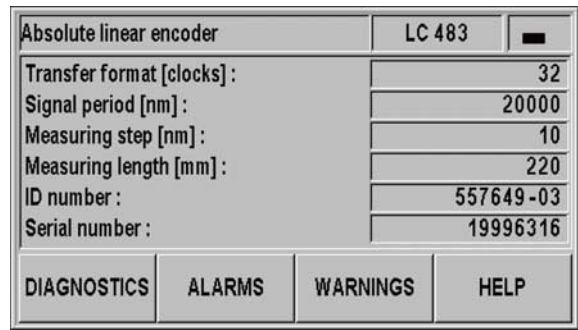 Absolute linear encoder LC 483
Transfer format [clocks] : 32
Signal period [nm] : 20000
Measuring step [nm] : 10
Measuring length [mm] : 220
ID number : 557649-03
Serial number : 19996316
DIAGNOSTICS ALARMS WARNINGS HELP